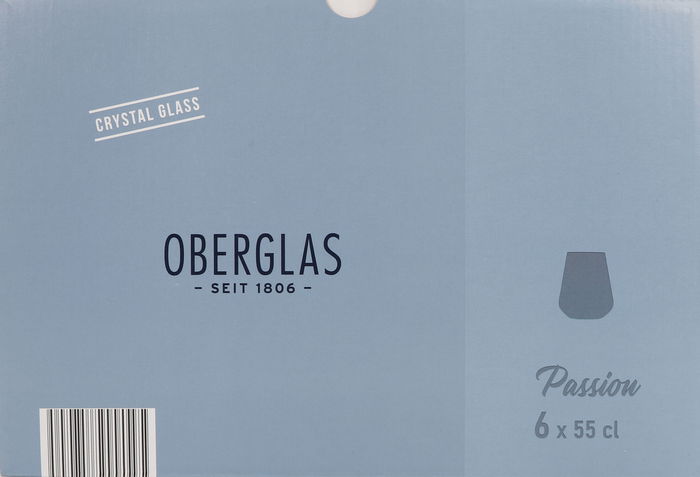 CRYSTAL GLASS
OBERGLAS
– SEIT 1806 –
Passion
6 x 55 cl